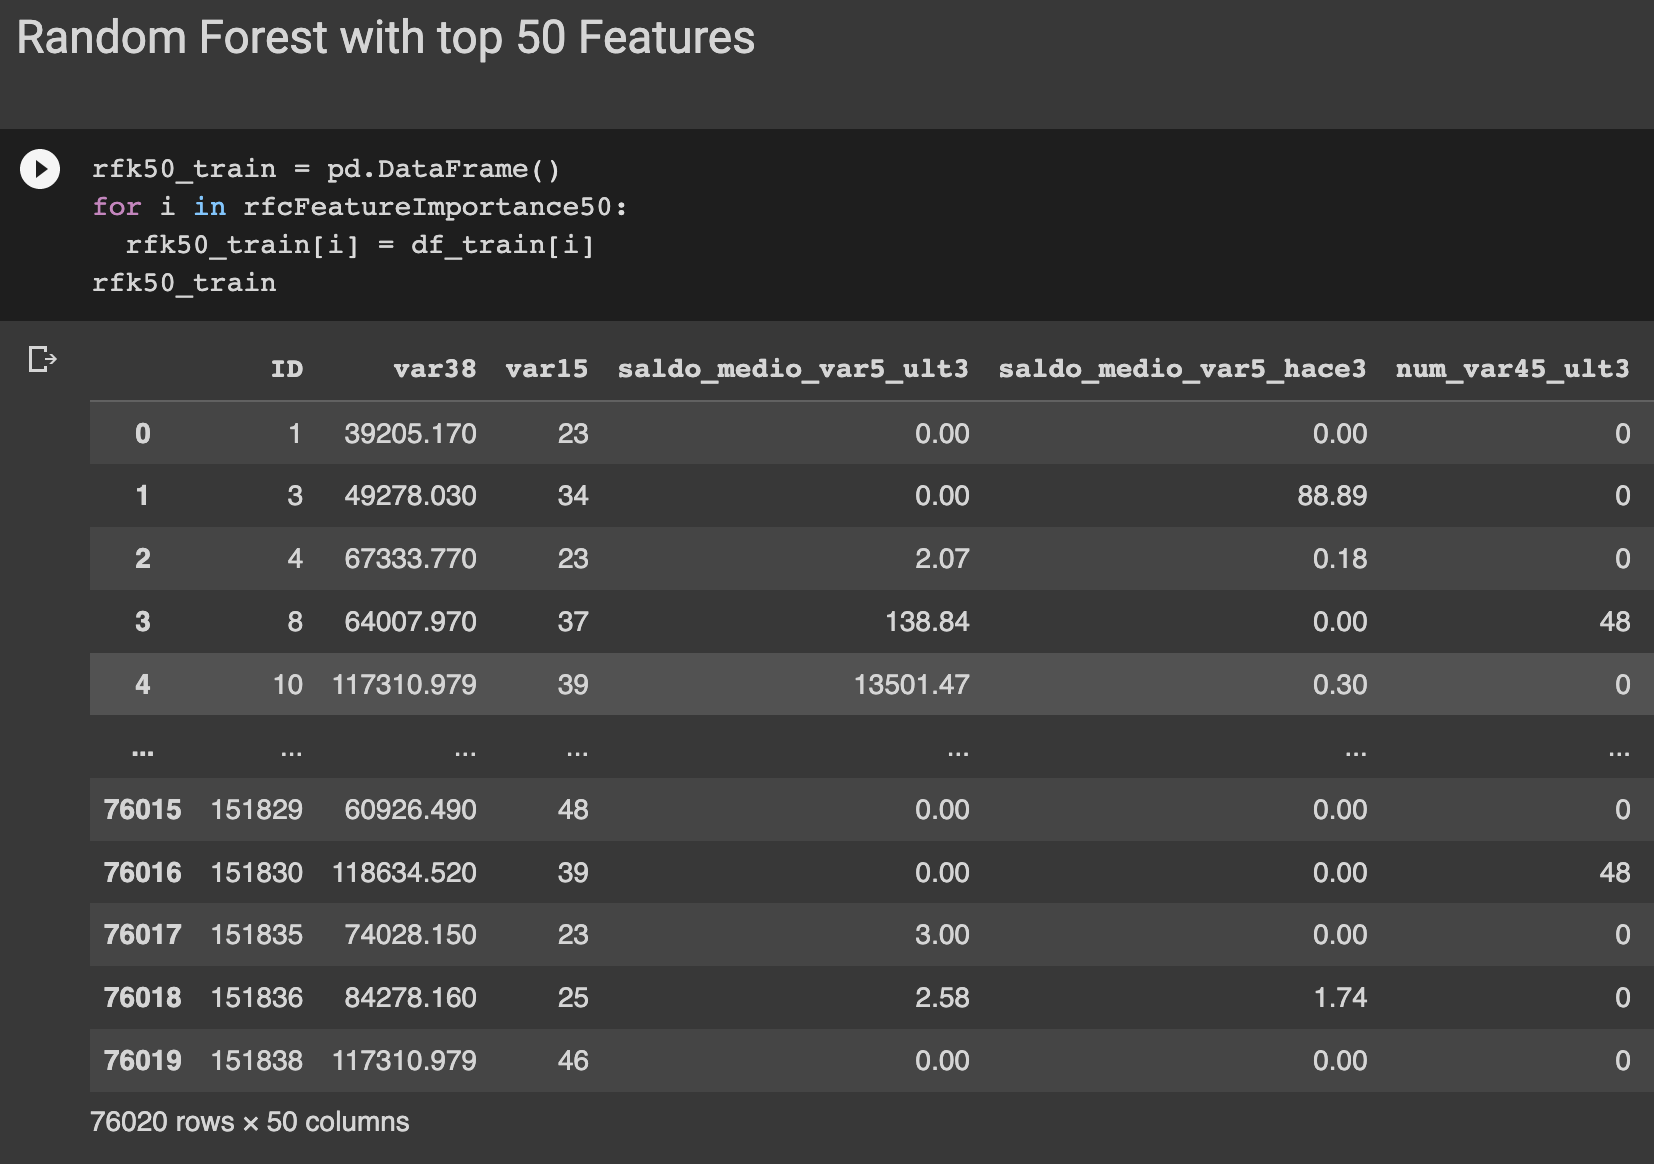 Random Forest with top 50 Features
rfk50_train = pd.DataFrame()
for i in rfcFeatureImportance50:
  rfk50_train[i] = df_train[i]
rfk50_train
ID var38 var15 saldo_medio_var5_ult3 saldo_medio_var5_hace3 num_var45_ult3
0 1 39205.170 23 0.00 0.00 0
1 3 49278.030 34 0.00 88.89 0
2 4 67333.770 23 2.07 0.18 0
3 8 64007.970 37 138.84 0.00 48
4 10 117310.979 39 13501.47 0.30 0
... ... ... ... ... ... ...
76015 151829 60926.490 48 0.00 0.00 0
76016 151830 118634.520 39 0.00 0.00 48
76017 151835 74028.150 23 3.00 0.00 0
76018 151836 84278.160 25 2.58 1.74 0
76019 151838 117310.979 46 0.00 0.00 0
76020 rows × 50 columns